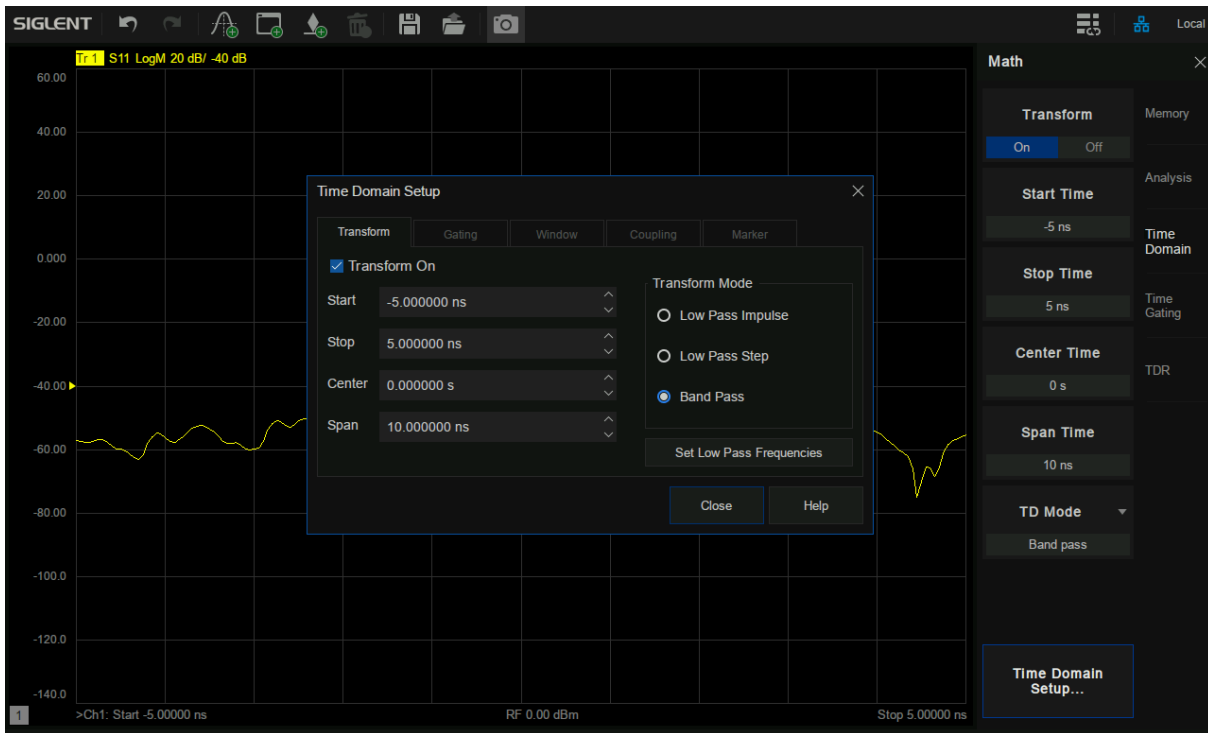 SIGLENT
Local
Tr 1 S11 LogM 20 dB/ -40 dB
60.00
40.00
20.00
0.000
-20.00
-40.00
-60.00
-80.00
-100.0
-120.0
-140.0
1
>Ch1: Start -5.00000 ns
RF 0.00 dBm
Stop 5.00000 ns
Time Domain Setup
Transform
Gating
Window
Coupling
Marker
Transform On
Start -5.000000 ns
Stop 5.000000 ns
Center 0.000000 s
Span 10.000000 ns
Transform Mode
Low Pass Impulse
Low Pass Step
Band Pass
Set Low Pass Frequencies
Close
Help
Math
Transform
On Off
Start Time
-5 ns
Stop Time
5 ns
Center Time
0 s
Span Time
10 ns
TD Mode
Band pass
Time Domain
Setup...
Memory
Analysis
Time
Domain
Time
Gating
TDR